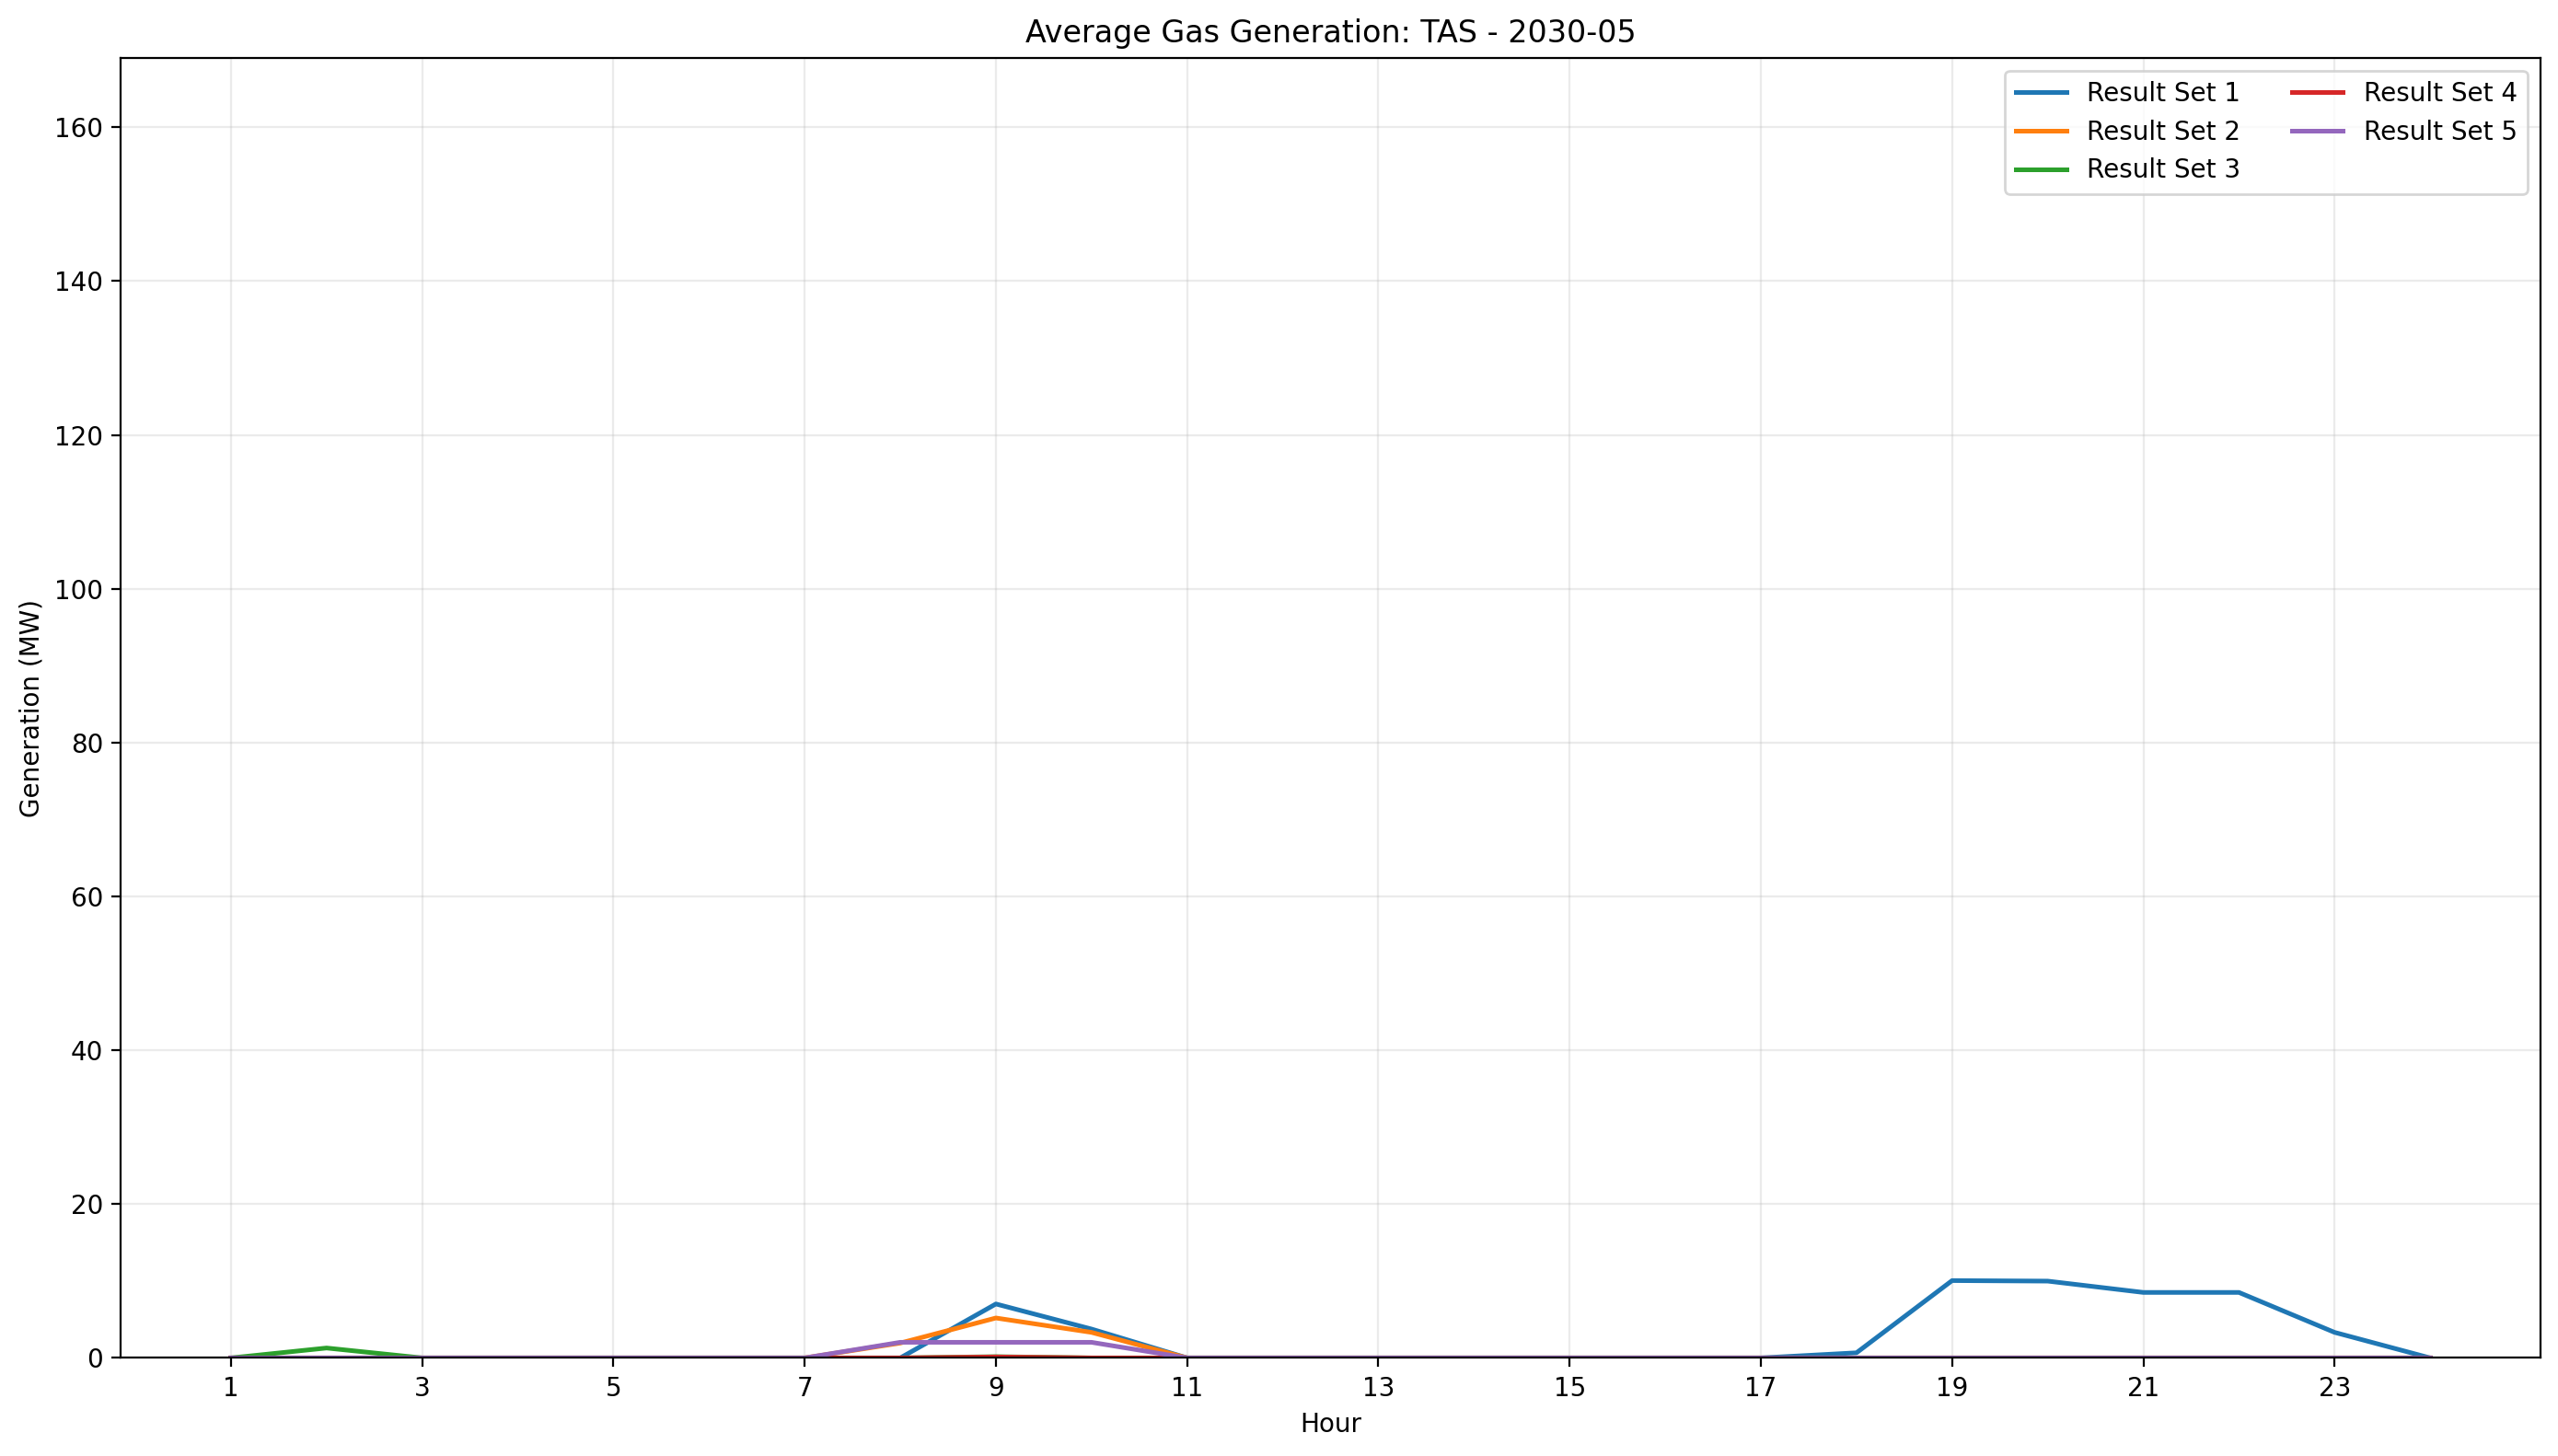 Average Gas Generation: TAS - 2030-05
Result Set 1
Result Set 2
Result Set 3
Result Set 4
Result Set 5
Generation (MW)
160
140
120
100
80
60
40
20
0
1 3 5 7 9 11 13 15 17 19 21 23
Hour